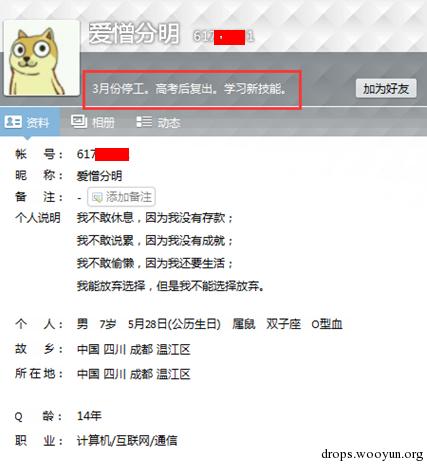 爱憎分明 617 1
3月份停工。高考后复出。学习新技能。
加为好友
资料 相册 动态
帐 号： 617
昵 称： 爱憎分明
备 注： - 添加备注
个人说明 我不敢休息，因为我没有存款；
我不敢说累，因为我没有成就；
我不敢偷懒，因为我还要生活；
我能放弃选择，但是我不能选择放弃。
个 人： 男 7岁 5月28日(公历生日) 属鼠 双子座 O型血
故 乡： 中国 四川 成都 温江区
所在地： 中国 四川 成都 温江区
Q 龄： 14年
职 业： 计算机/互联网/通信
drops.wooyun.org